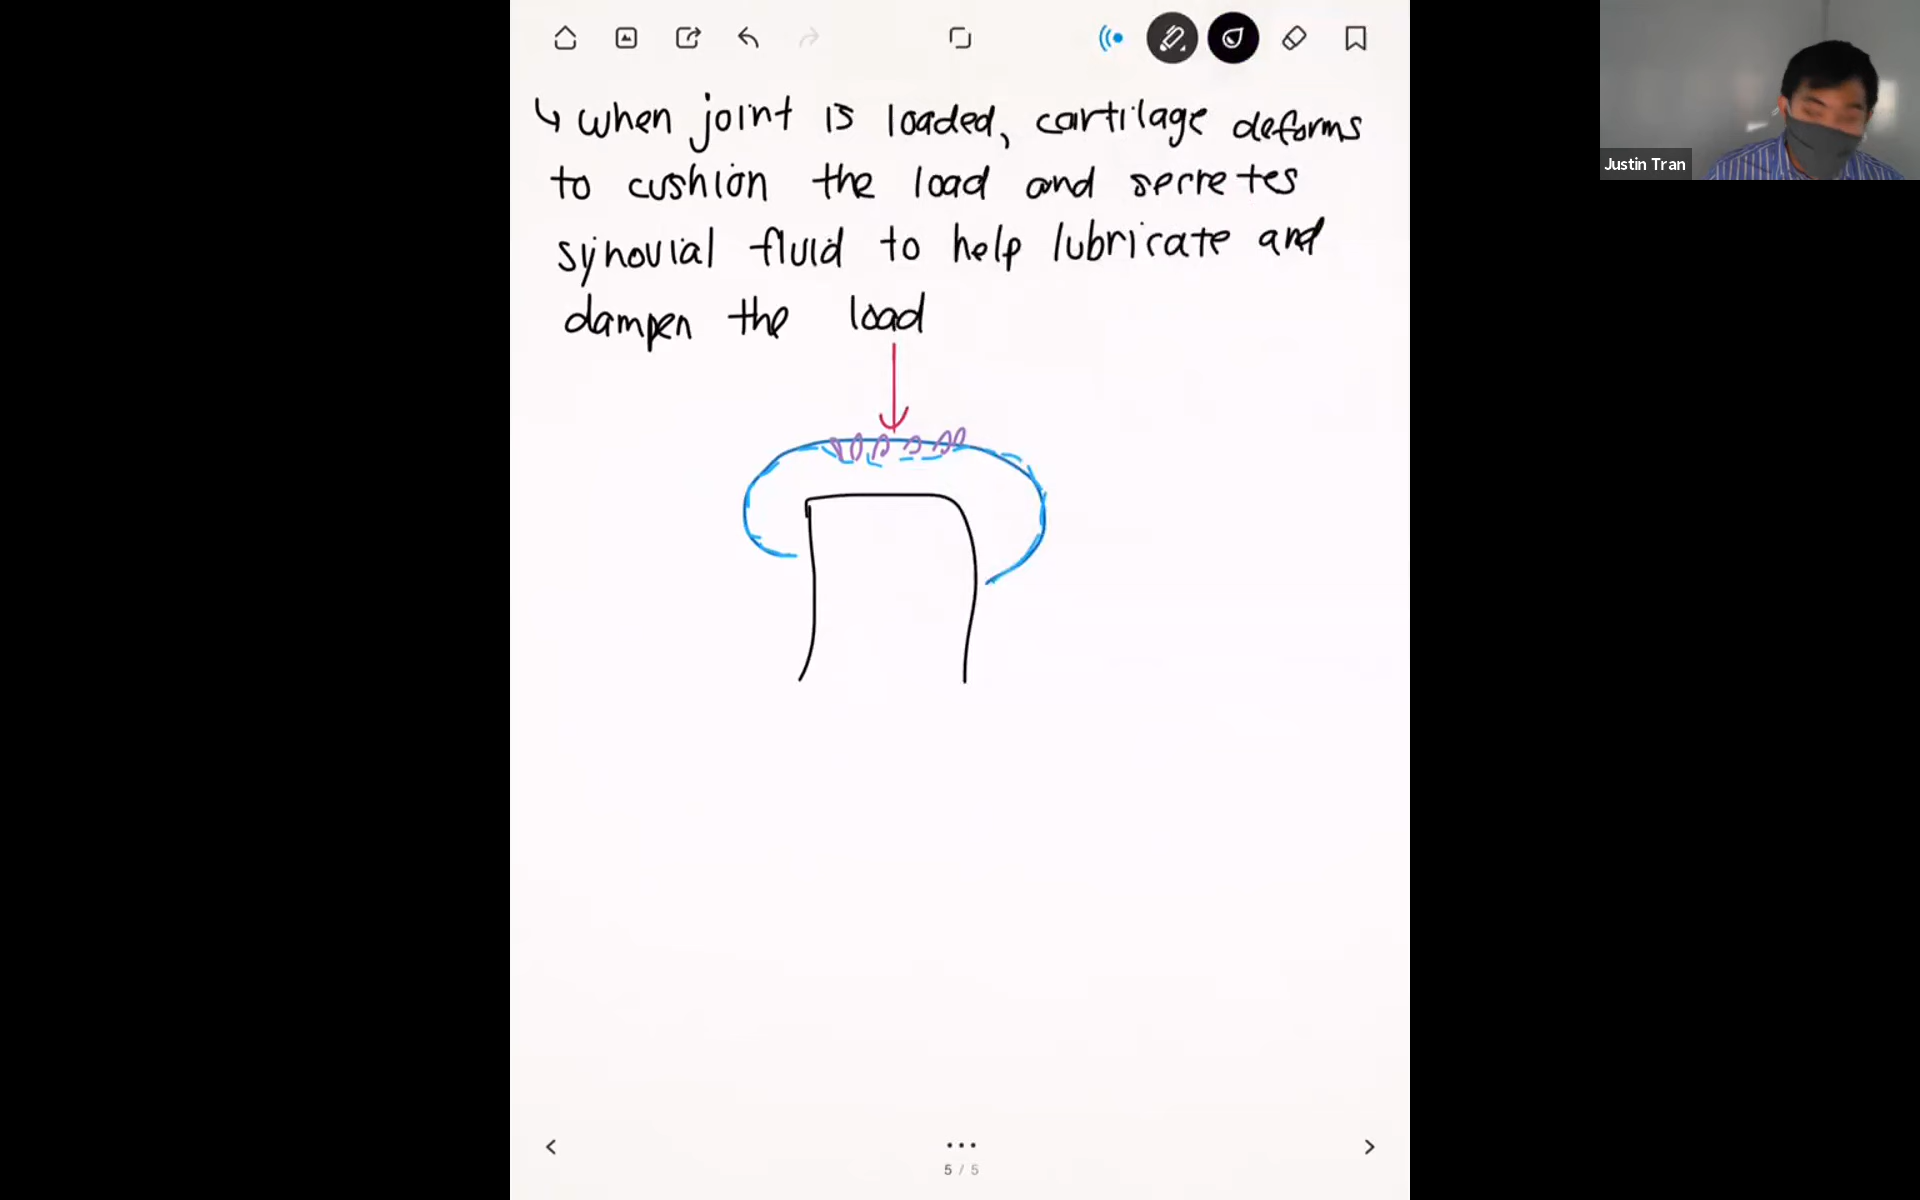 ↳ when joint is loaded, cartilage deforms
to cushion the load and secretes
synovial fluid to help lubricate and
dampen the load
Justin Tran
5 / 5